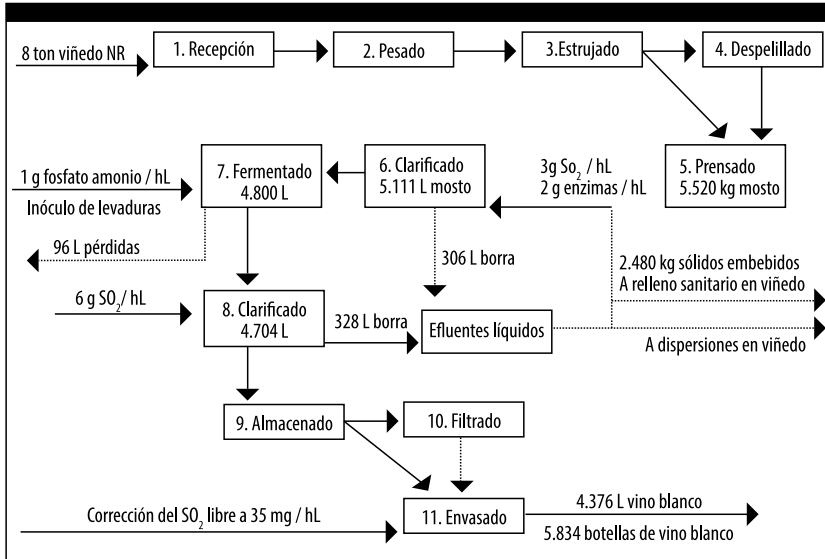 8 ton viñedo NR
1. Recepción
2. Pesado
3.Estrujado
4. Despelillado
1 g fosfato amonio / hL
Inóculo de levaduras
7. Fermentado
4.800 L
6. Clarificado
5.111 L mosto
3g So₂ / hL
2 g enzimas / hL
5. Prensado
5.520 kg mosto
96 L pérdidas
306 L borra
2.480 kg sólidos embebidos
A relleno sanitario en viñedo
6 g SO₂/ hL
8. Clarificado
4.704 L
328 L borra
Efluentes líquidos
A dispersiones en viñedo
9. Almacenado
10. Filtrado
Corrección del SO₂ libre a 35 mg / hL
11. Envasado
4.376 L vino blanco
5.834 botellas de vino blanco